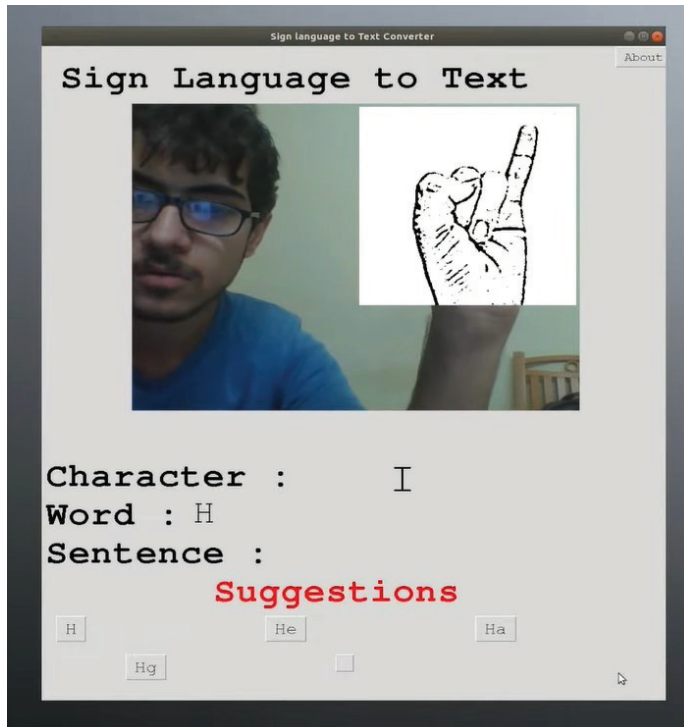 Sign language to Text Converter
About
Sign Language to Text
Character : I
Word : H
Sentence :
Suggestions
H He Ha
Hg